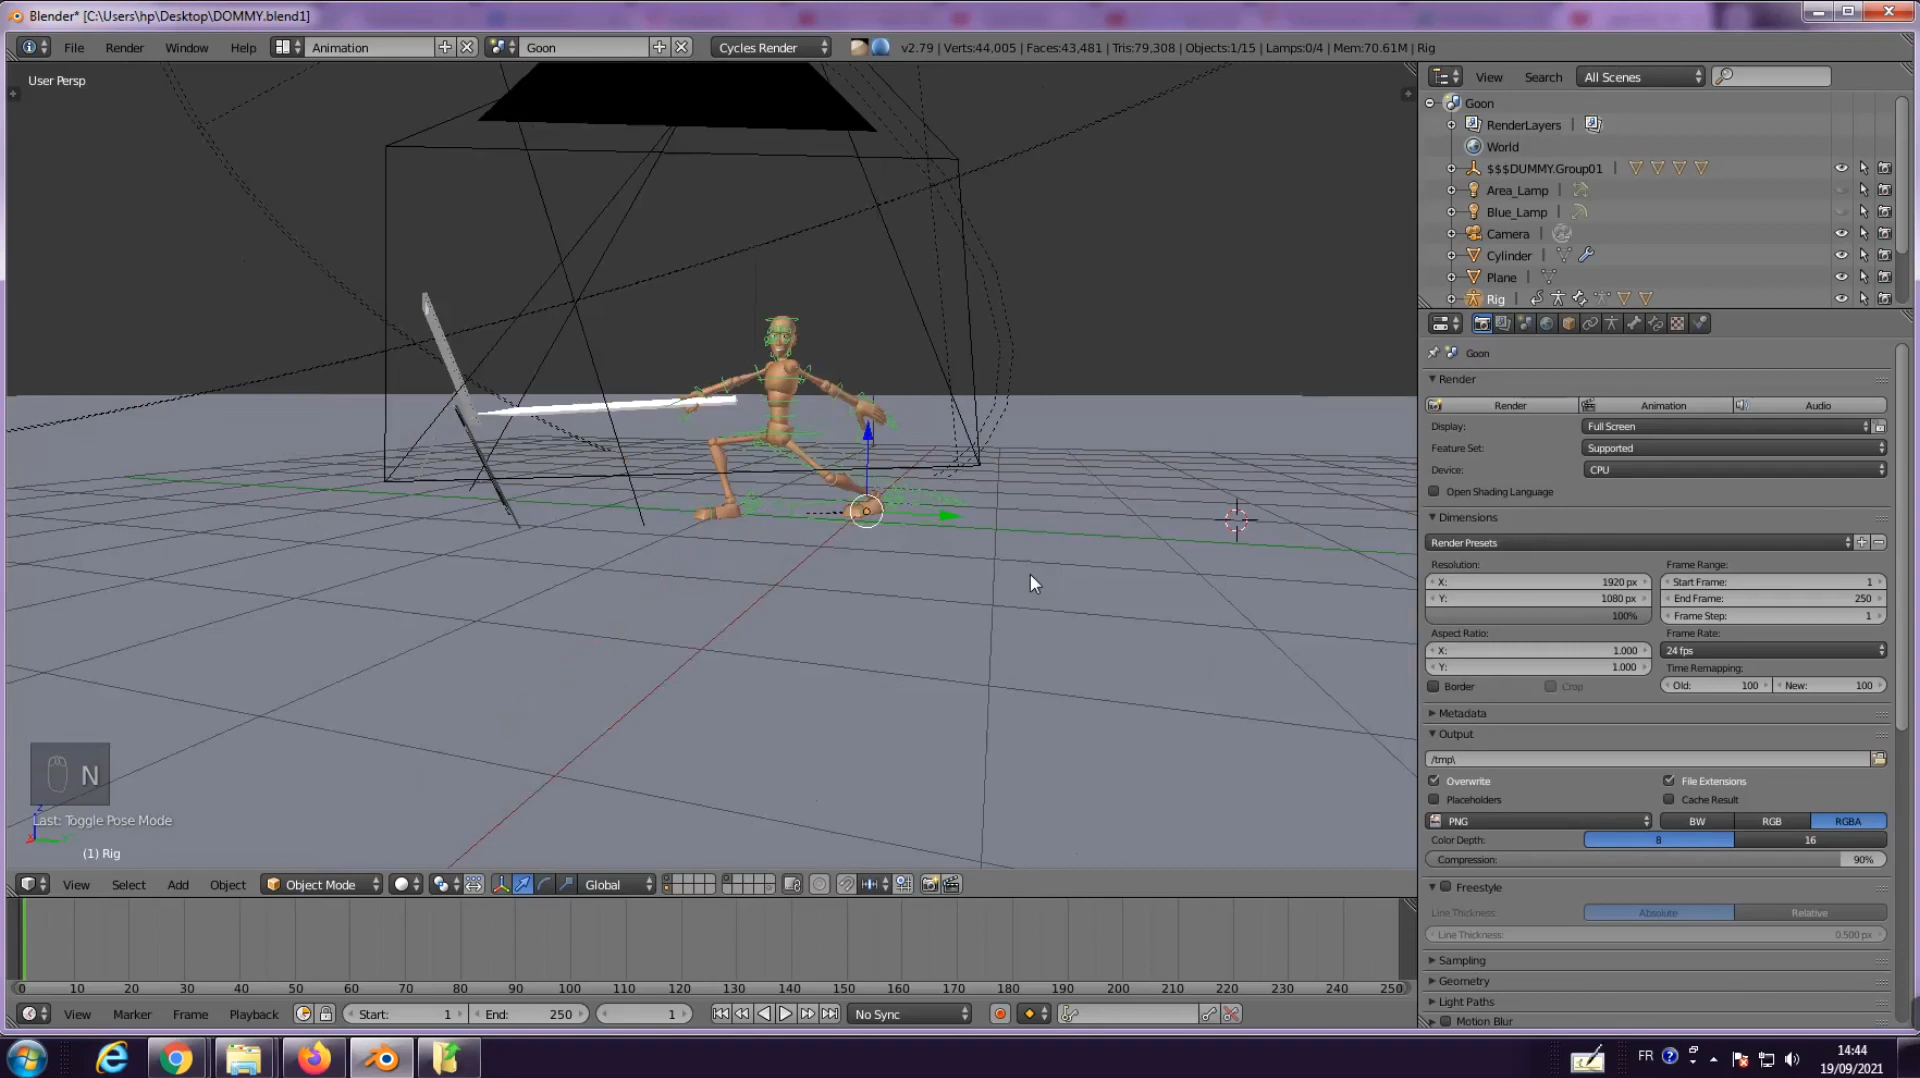 Blender* [C:\Users\hp\Desktop\DOMMY.blend1]
File Render Window Help Animation Goon Cycles Render v2.79 | Verts:44,005 | Faces:43,481 | Tris:79,308 | Objects:1/15 | Lamps:0/4 | Mem:70.61M | Rig
User Persp
View Search All Scenes
Goon
RenderLayers
World
$$$DUMMY.Group01
Area_Lamp
Blue_Lamp
Camera
Cylinder
Plane
Rig
Goon
Render
Render Animation Audio
Display: Full Screen
Feature Set: Supported
Device: CPU
Open Shading Language
Dimensions
Render Presets
Resolution: Frame Range:
X: 1920 px Start Frame: 1
Y: 1080 px End Frame: 250
100% Frame Step: 1
Aspect Ratio: Frame Rate:
X: 1.000 24 fps
Y: 1.000 Time Remapping:
Border Crop Old: 100 New: 100
Metadata
Output
/tmp\
Overwrite File Extensions
Placeholders Cache Result
PNG BW RGB RGBA
Color Depth: 8 16
Compression: 90%
Freestyle
Line Thickness: Absolute Relative
Line Thickness: 0.500 px
Sampling
Geometry
Light Paths
Motion Blur
N
Last: Toggle Pose Mode
z
(1) Rig
View Select Add Object Object Mode Global
0 10 20 30 40 50 60 70 80 90 100 110 120 130 140 150 160 170 180 190 200 210 220 230 240 250
View Marker Frame Playback Start: 1 End: 250 1 No Sync
FR
14:44
19/09/2021